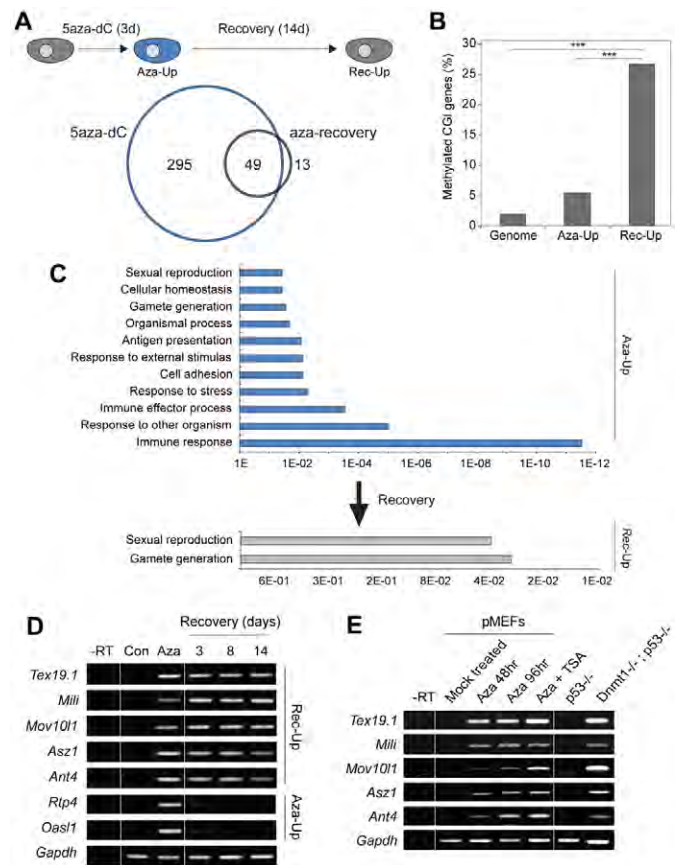 A
5aza-dC (3d)
Recovery (14d)
Aza-Up
Rec-Up
5aza-dC
aza-recovery
295
49
13
B
Methylated CGI genes (%)
30
25
20
15
10
5
0
***
***
Genome
Aza-Up
Rec-Up
C
Sexual reproduction
Cellular homeostasis
Gamete generation
Organismal process
Antigen presentation
Response to external stimulas
Cell adhesion
Response to stress
Immune effector process
Response to other organism
Immune response
1E 1E-02 1E-04 1E-06 1E-08 1E-10 1E-12
Aza-Up
Recovery
Sexual reproduction
Gamete generation
6E-01 3E-01 2E-01 8E-02 4E-02 2E-02 1E-02
Rec-Up
D
Recovery (days)
-RT Con Aza 3 8 14
Tex19.1
Mili
Mov10l1
Asz1
Ant4
Rtp4
Oasl1
Gapdh
Rec-Up
Aza-Up
E
pMEFs
-RT
Mock treated
Aza 48hr
Aza 96hr
Aza + TSA
p53-/-
Dnmt1-/-; p53-/-
Tex19.1
Mili
Mov10l1
Asz1
Ant4
Gapdh